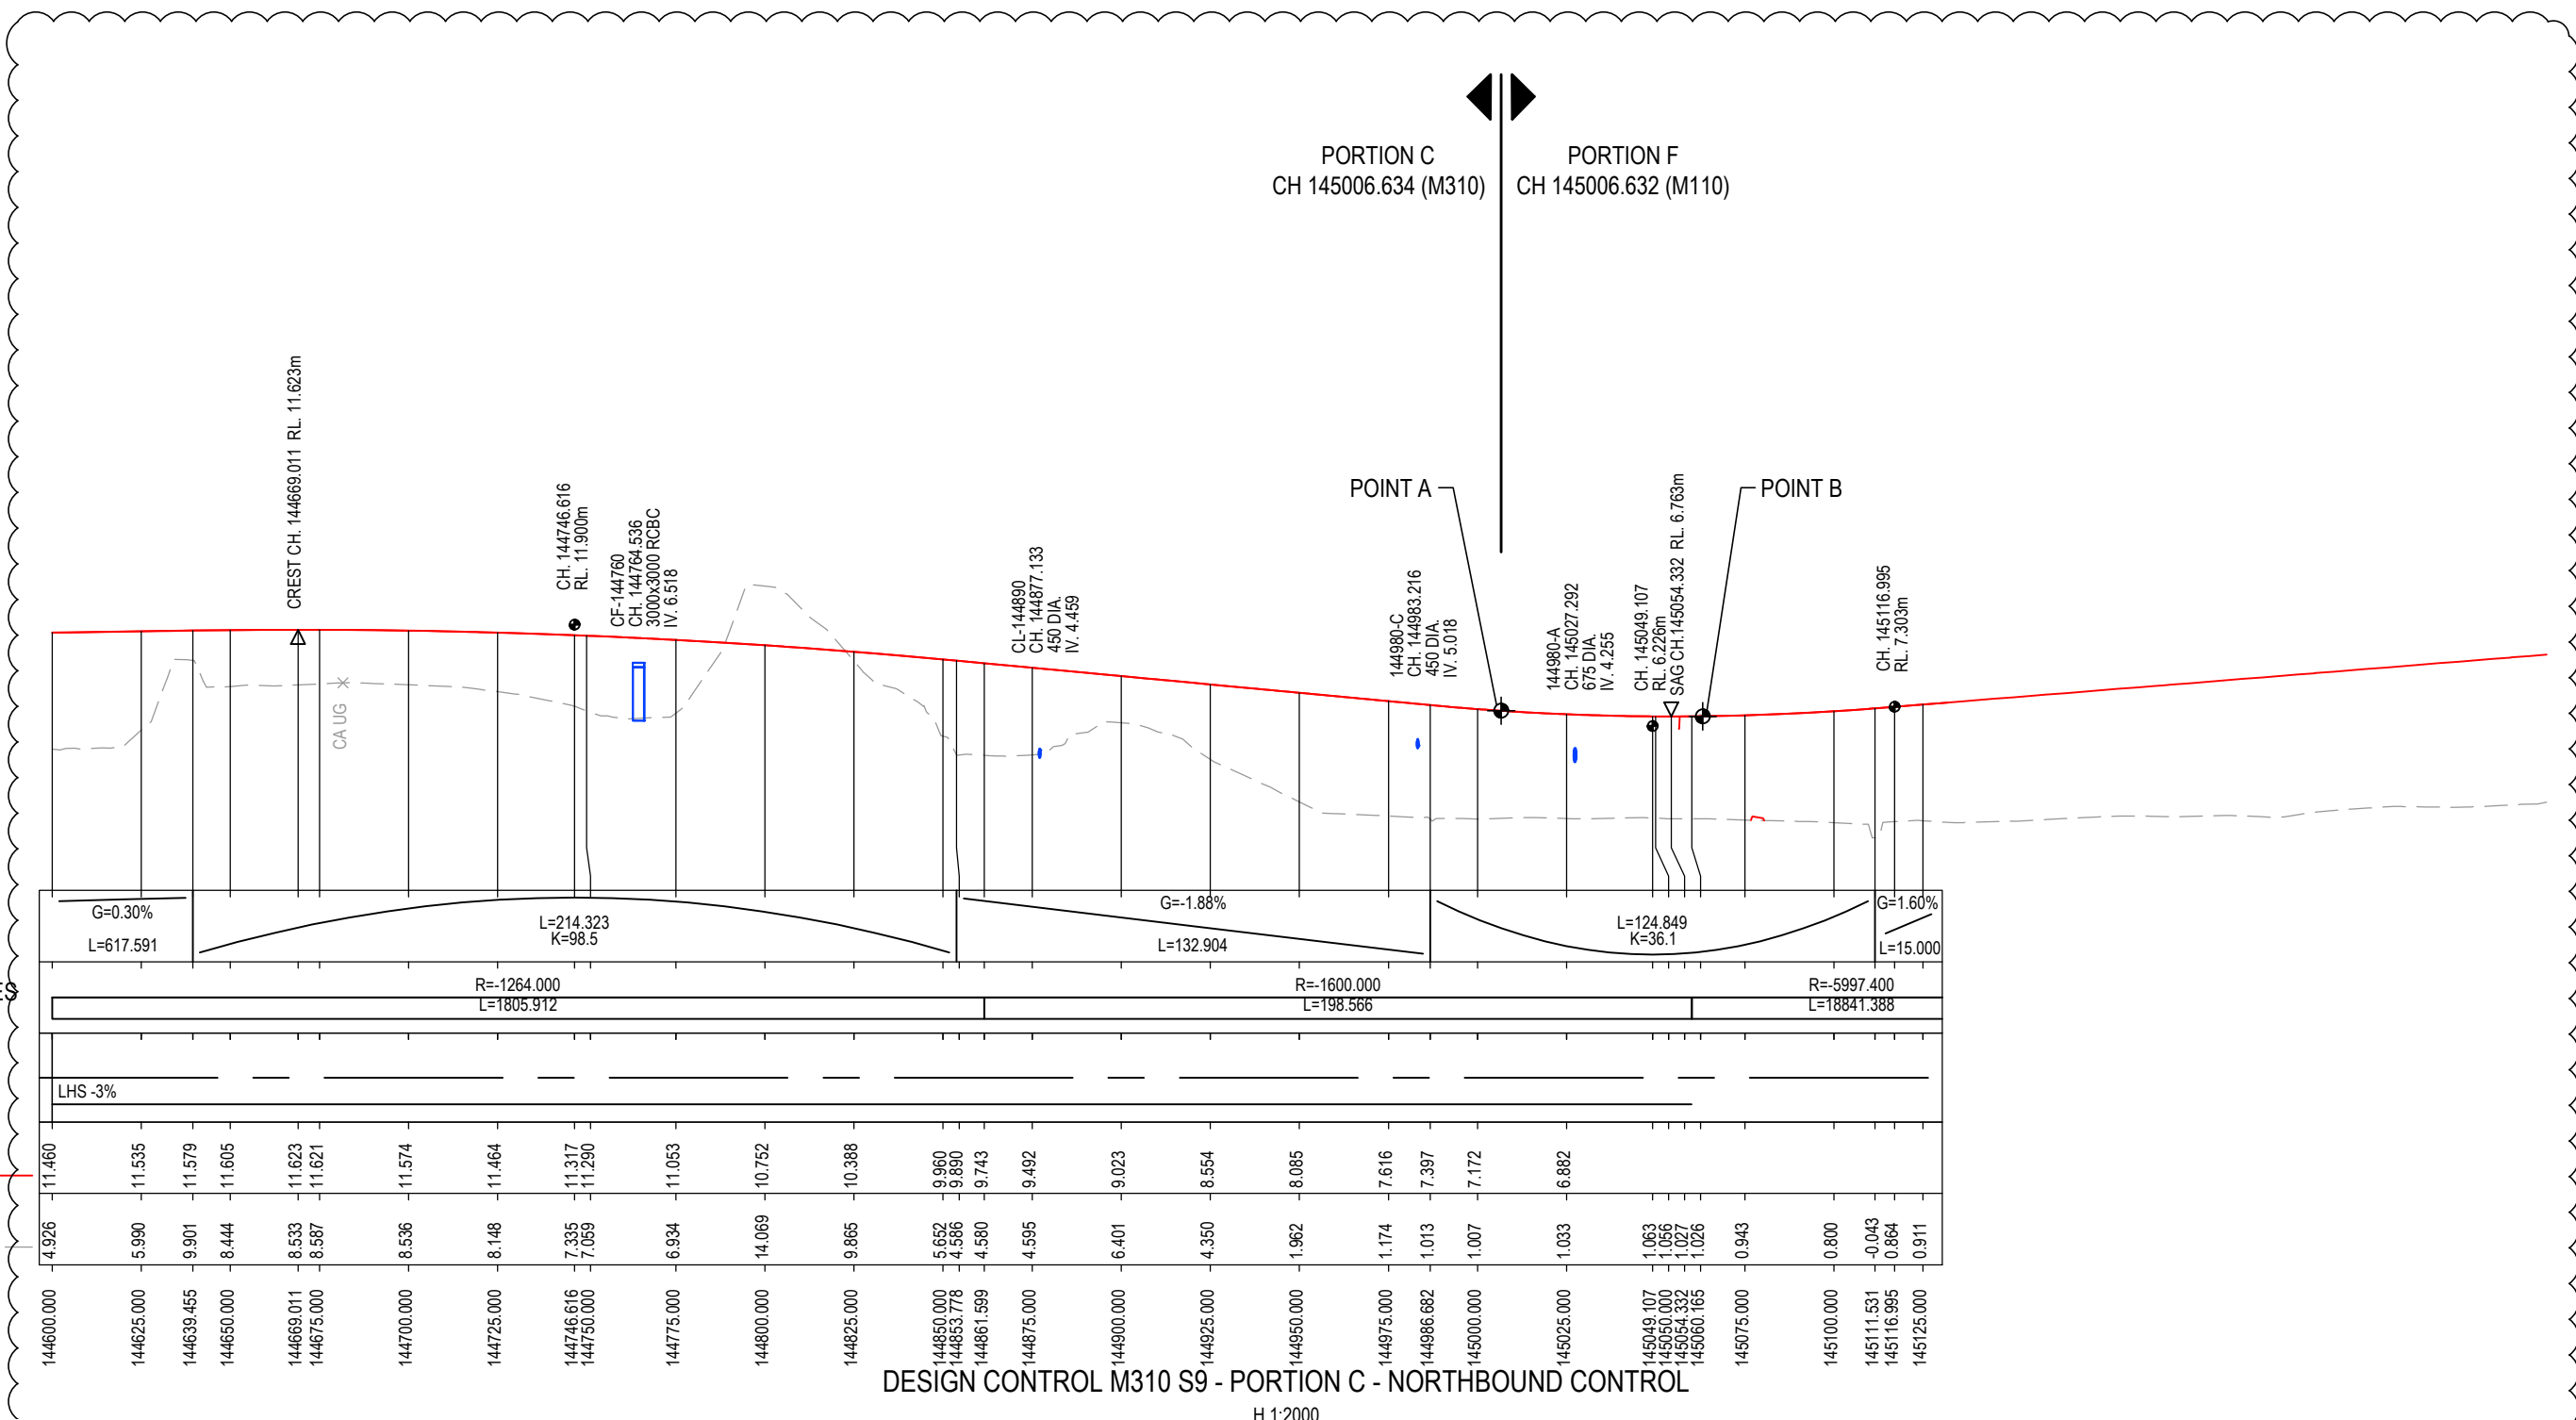 PORTION C
CH 145006.634 (M310)
PORTION F
CH 145006.632 (M110)
CREST CH. 144669.011 RL. 11.623m
CH. 144746.616
RL. 11.900m
CF-144760
CH. 144764.536
3000x3000 RCBC
IV. 6.518
CL-144890
CH. 144877.133
450 DIA.
IV. 4.459
144980-C
CH. 144983.216
450 DIA.
IV. 5.018
POINT A
144980-A
CH. 145027.292
675 DIA.
IV. 4.255
CH. 145049.107
RL. 6.226m
SAG CH.145054.332 RL. 6.763m
POINT B
CH. 145116.995
RL. 7.303m
CA UG
G=0.30%
L=617.591
L=214.323
K=98.5
G=-1.88%
L=132.904
L=124.849
K=36.1
G=1.60%
L=15.000
ES
R=-1264.000
L=1805.912
R=-1600.000
L=198.566
R=-5997.400
L=18841.388
LHS -3%
11.460
11.535
11.579
11.605
11.623
11.621
11.574
11.464
11.317
11.290
11.053
10.752
10.388
9.960
9.890
9.743
9.492
9.023
8.554
8.085
7.616
7.397
7.172
6.882
4.926
5.990
9.901
8.444
8.533
8.587
8.536
8.148
7.335
7.059
6.934
14.069
9.865
5.652
4.586
4.580
4.595
6.401
4.350
1.962
1.174
1.013
1.007
1.033
1.063
1.056
1.027
1.026
0.943
0.800
-0.043
0.864
0.911
144600.000
144625.000
144639.455
144650.000
144669.011
144675.000
144700.000
144725.000
144746.616
144750.000
144775.000
144800.000
144825.000
144850.000
144853.778
144861.599
144875.000
144900.000
144925.000
144950.000
144975.000
144986.682
145000.000
145025.000
145049.107
145050.000
145054.332
145060.165
145075.000
145100.000
145111.531
145116.995
145125.000
DESIGN CONTROL M310 S9 - PORTION C - NORTHBOUND CONTROL
H 1:2000